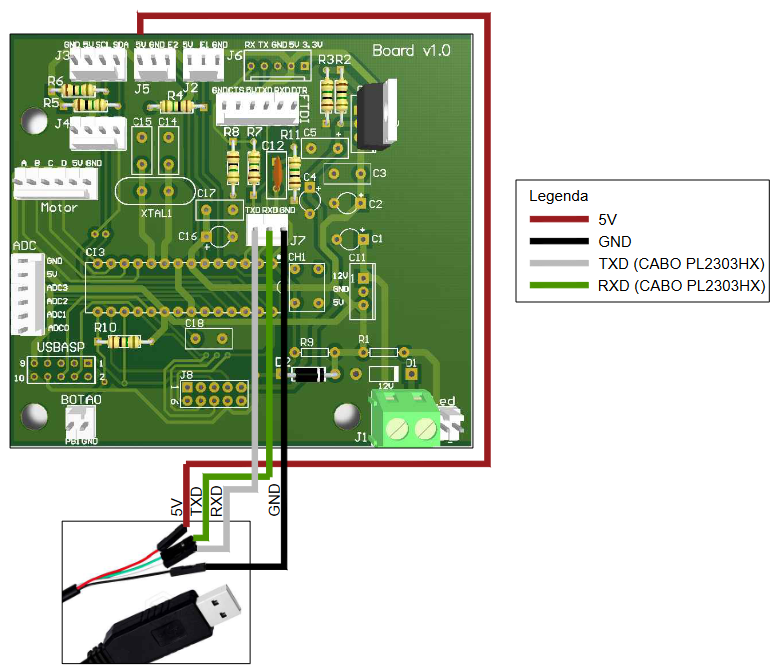 GND 5V SCL SDA
5V GND E2
5V E1 GND
RX TX GND 5V 3.3V
Board v1.0
J3
J5
J2
J6
R3 R2
R6
R5
R4
GND CTS 5V TXD RXD DTR
FTDI
J4
C15
C14
R8
R7
R11
C5
C12
A B C D 5V GND
Motor
XTAL1
C4
C3
C17
C2
TXD RXD GND
C16
J7
C1
ADC
GND
5V
ADC3
ADC2
ADC1
ADC0
CI3
CH1
C11
12V
GND
5V
R10
C18
R9
R1
USBASP
9
1
10
2
D2
D1
12V
J8
1
2
BOTAO
PB1 GND
J1
Led
5V
TXD
RXD
GND
Legenda
5V
GND
TXD (CABO PL2303HX)
RXD (CABO PL2303HX)